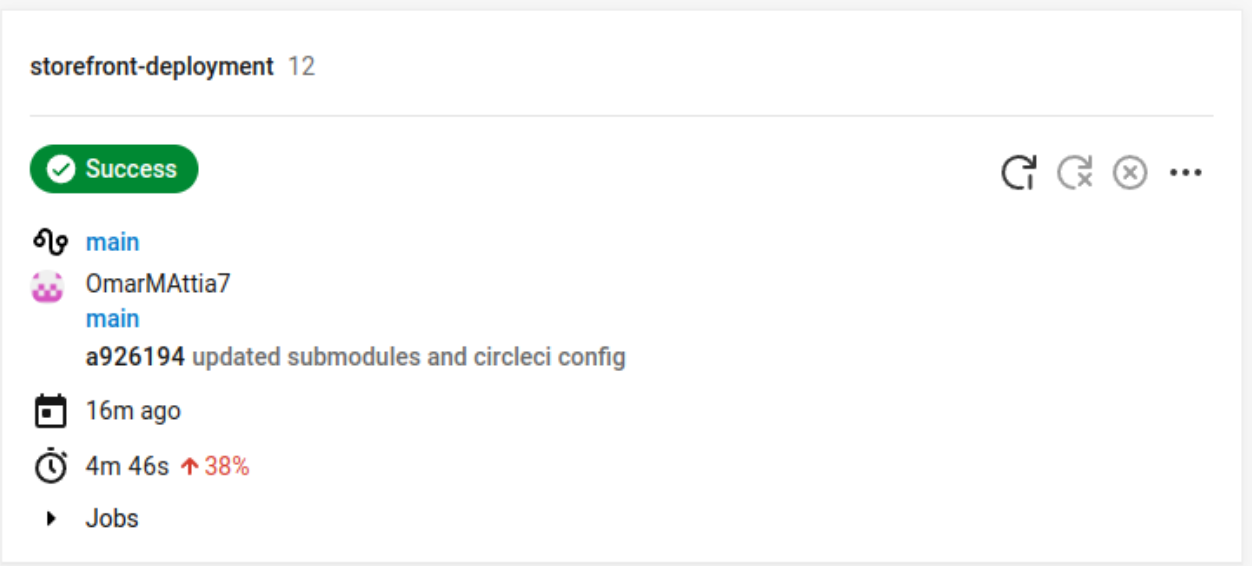 storefront-deployment 12
Success
main
OmarMAttia7
main
a926194 updated submodules and circleci config
16m ago
4m 46s ↑ 38%
Jobs